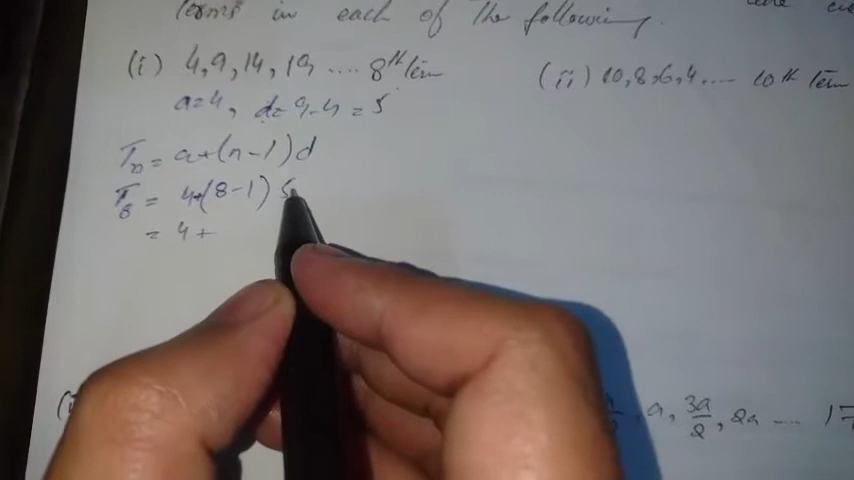 terms in each of the following.
(i) 4, 9, 14, 19, .... 8th term
(ii) 10, 8, 6, 4 .... 10th term
a=4, d= 9-4 = 5
Tn = a+(n-1)d
T8 = 4+(8-1) 5
= 4 +
a, 3a/2, 2a ....